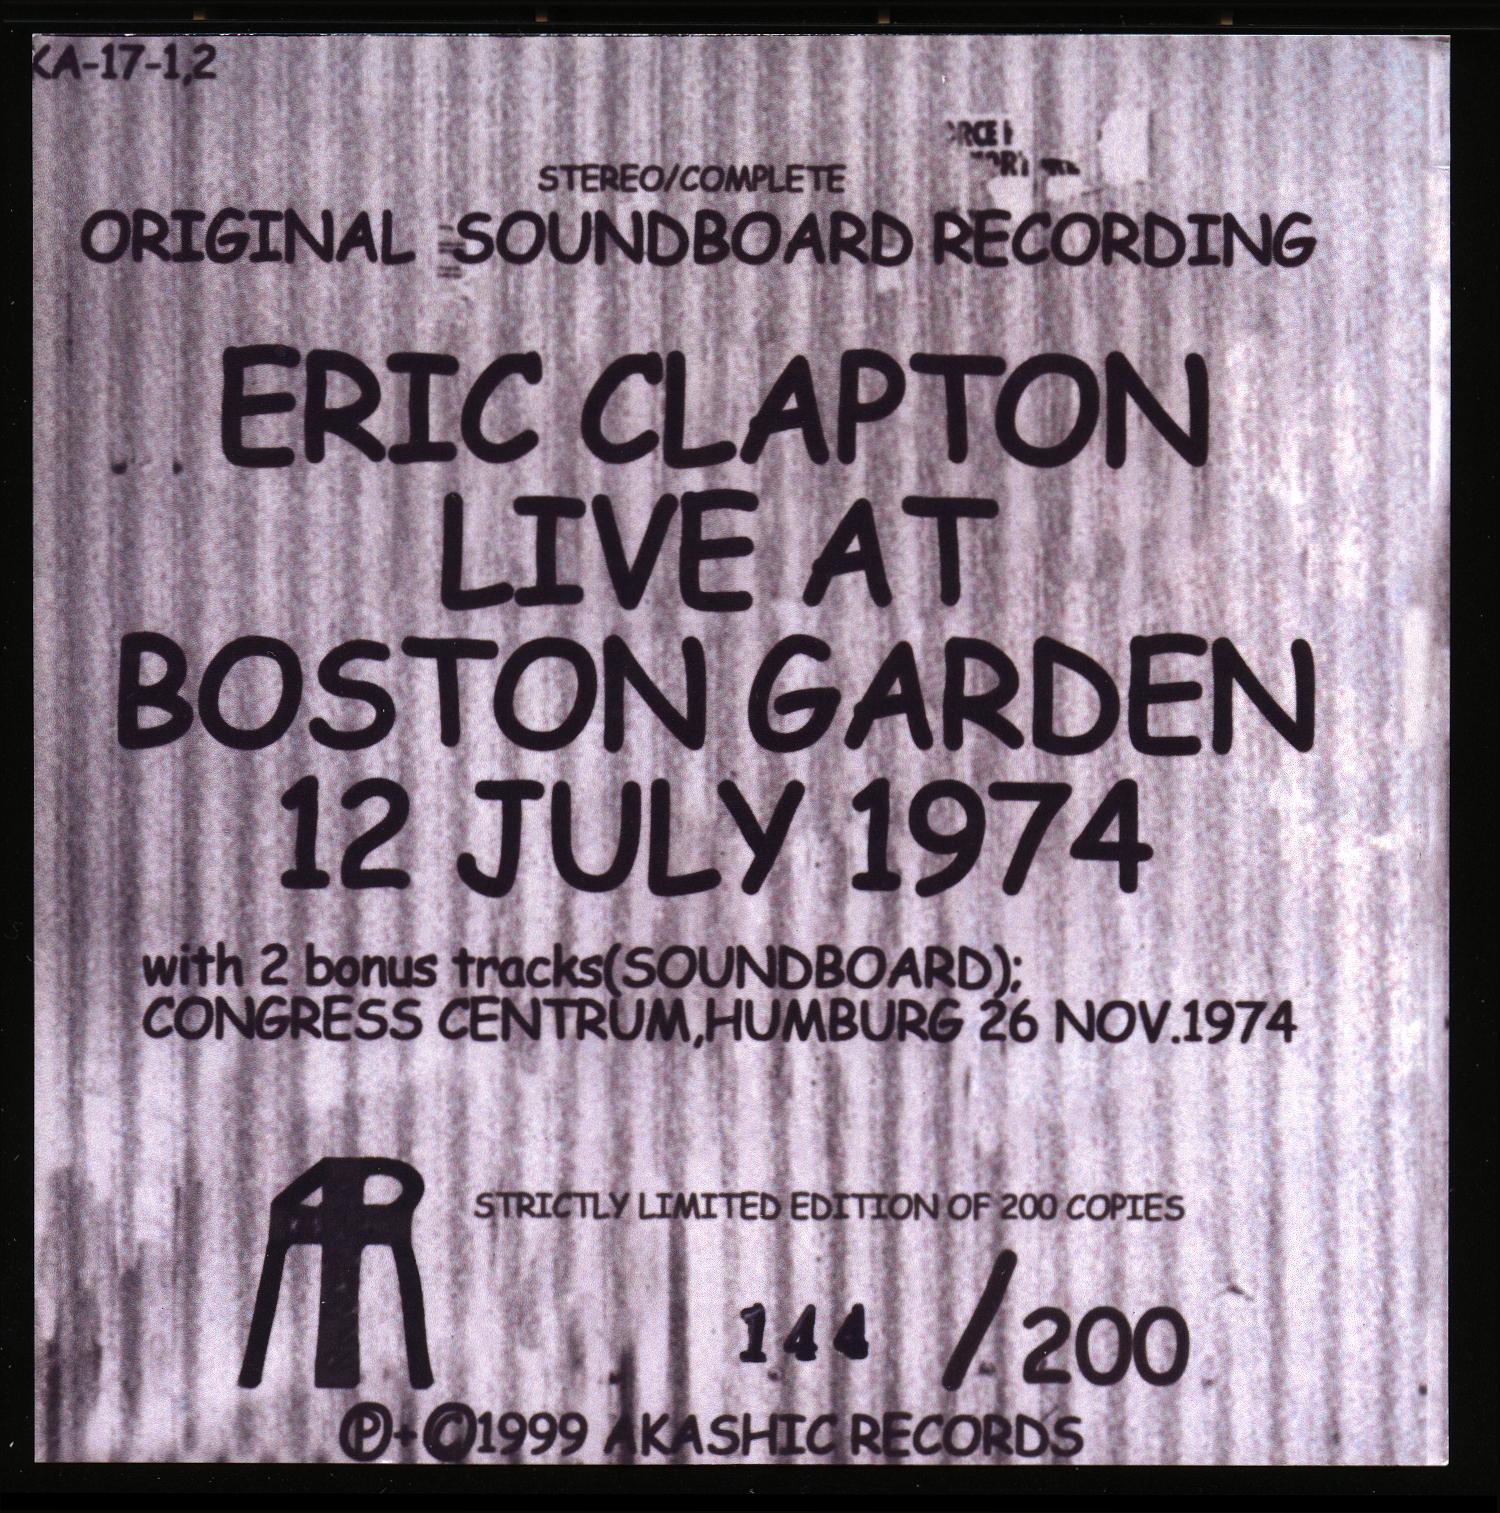 KA-17-1,2
STEREO/COMPLETE
ORIGINAL SOUNDBOARD RECORDING
ERIC CLAPTON
LIVE AT
BOSTON GARDEN
12 JULY 1974
with 2 bonus tracks(SOUNDBOARD);
CONGRESS CENTRUM,HUMBURG 26 NOV.1974
STRICTLY LIMITED EDITION OF 200 COPIES
144 /200
Ⓟ+©1999 AKASHIC RECORDS